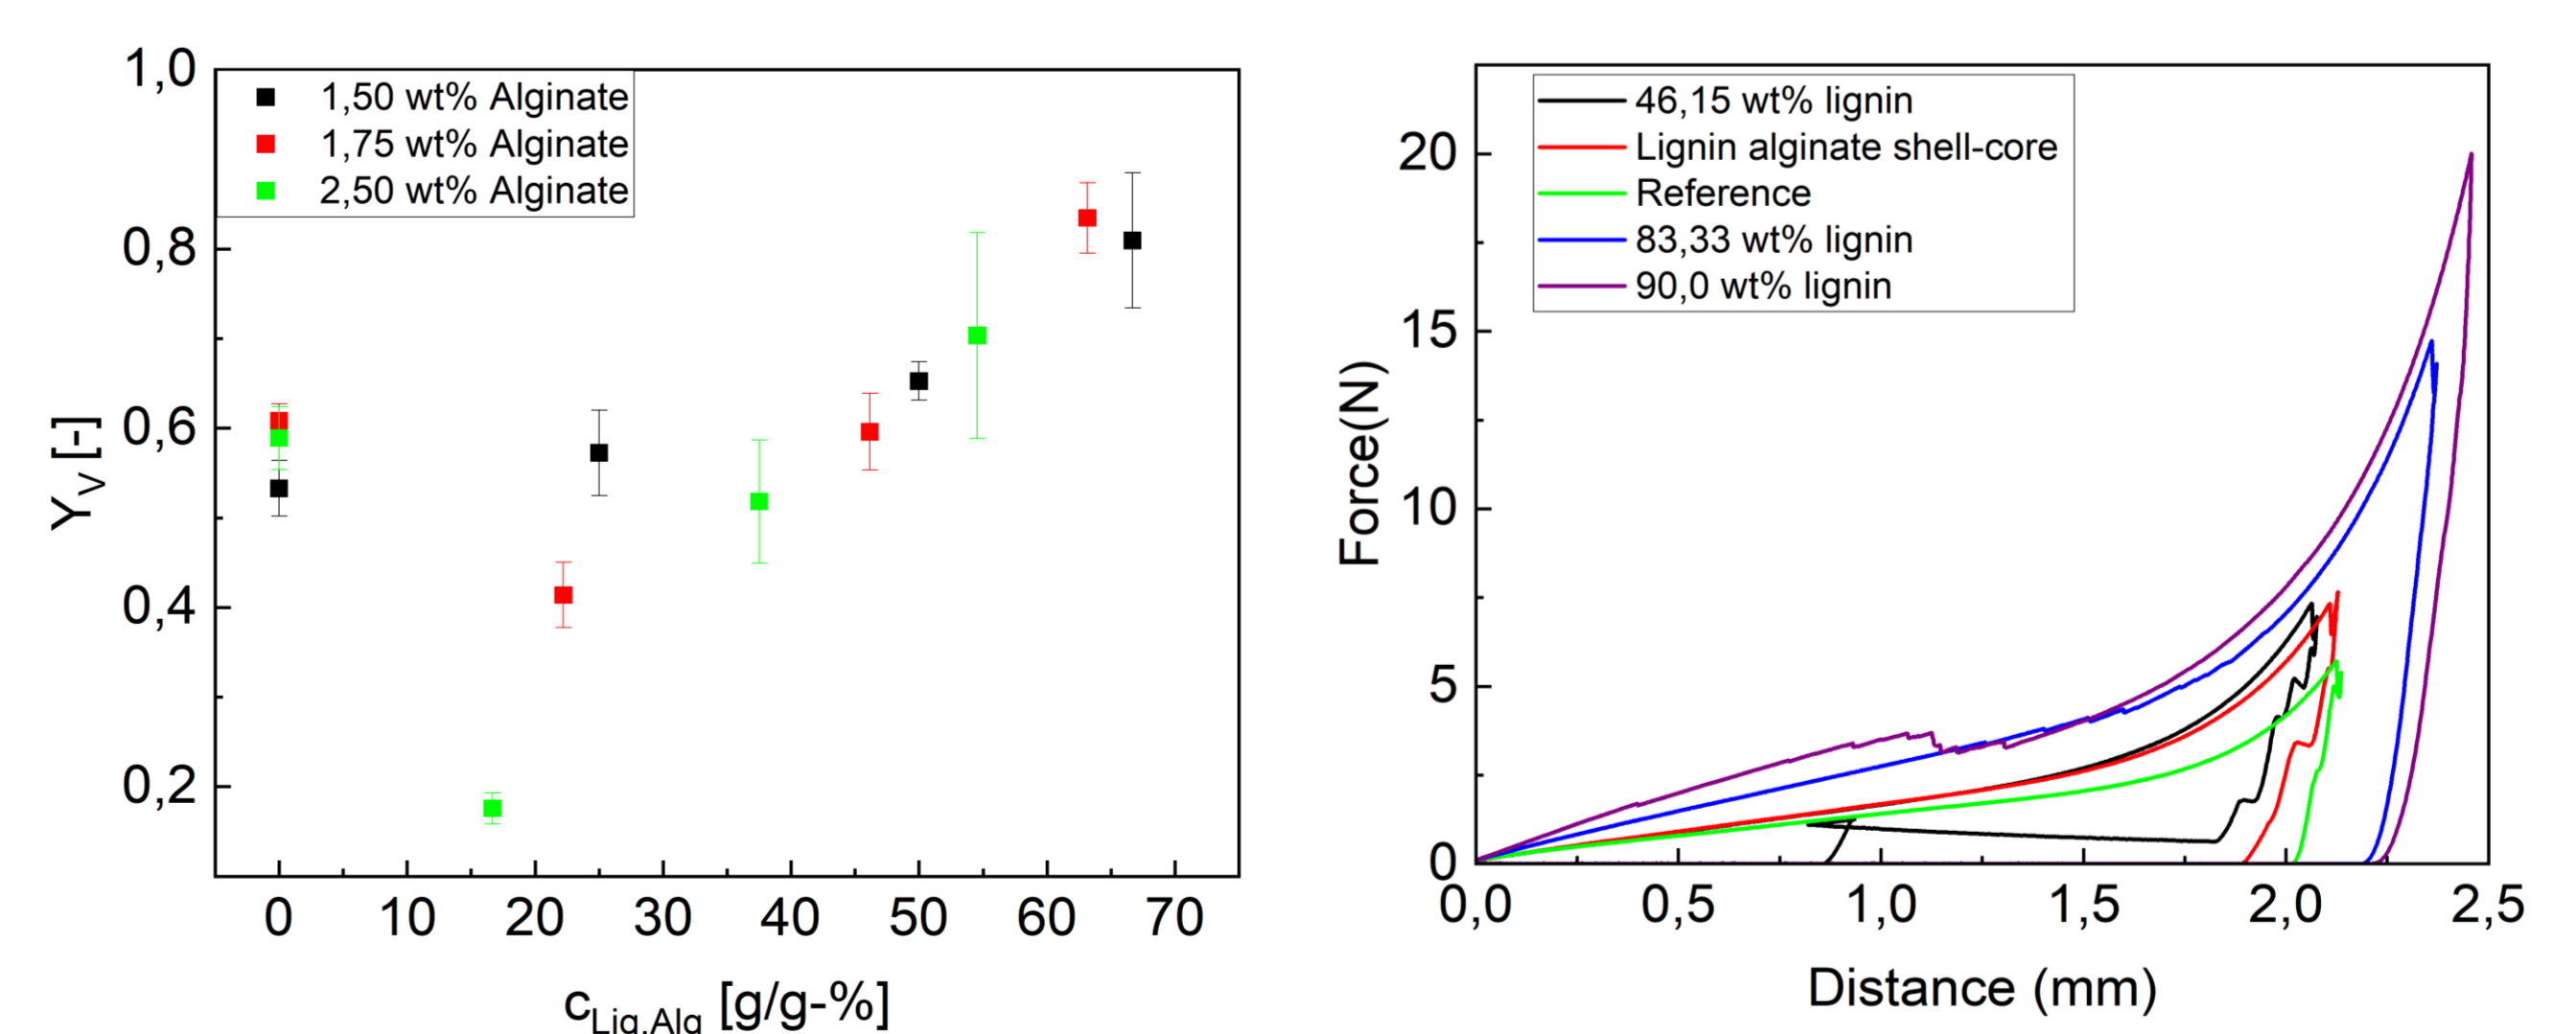 1,0
0,8
0,6
0,4
0,2
Y_V [-]
1,50 wt% Alginate
1,75 wt% Alginate
2,50 wt% Alginate
0 10 20 30 40 50 60 70
c_Lig,Alg [g/g-%]
20
15
10
5
0
Force(N)
46,15 wt% lignin
Lignin alginate shell-core
Reference
83,33 wt% lignin
90,0 wt% lignin
0,0 0,5 1,0 1,5 2,0 2,5
Distance (mm)